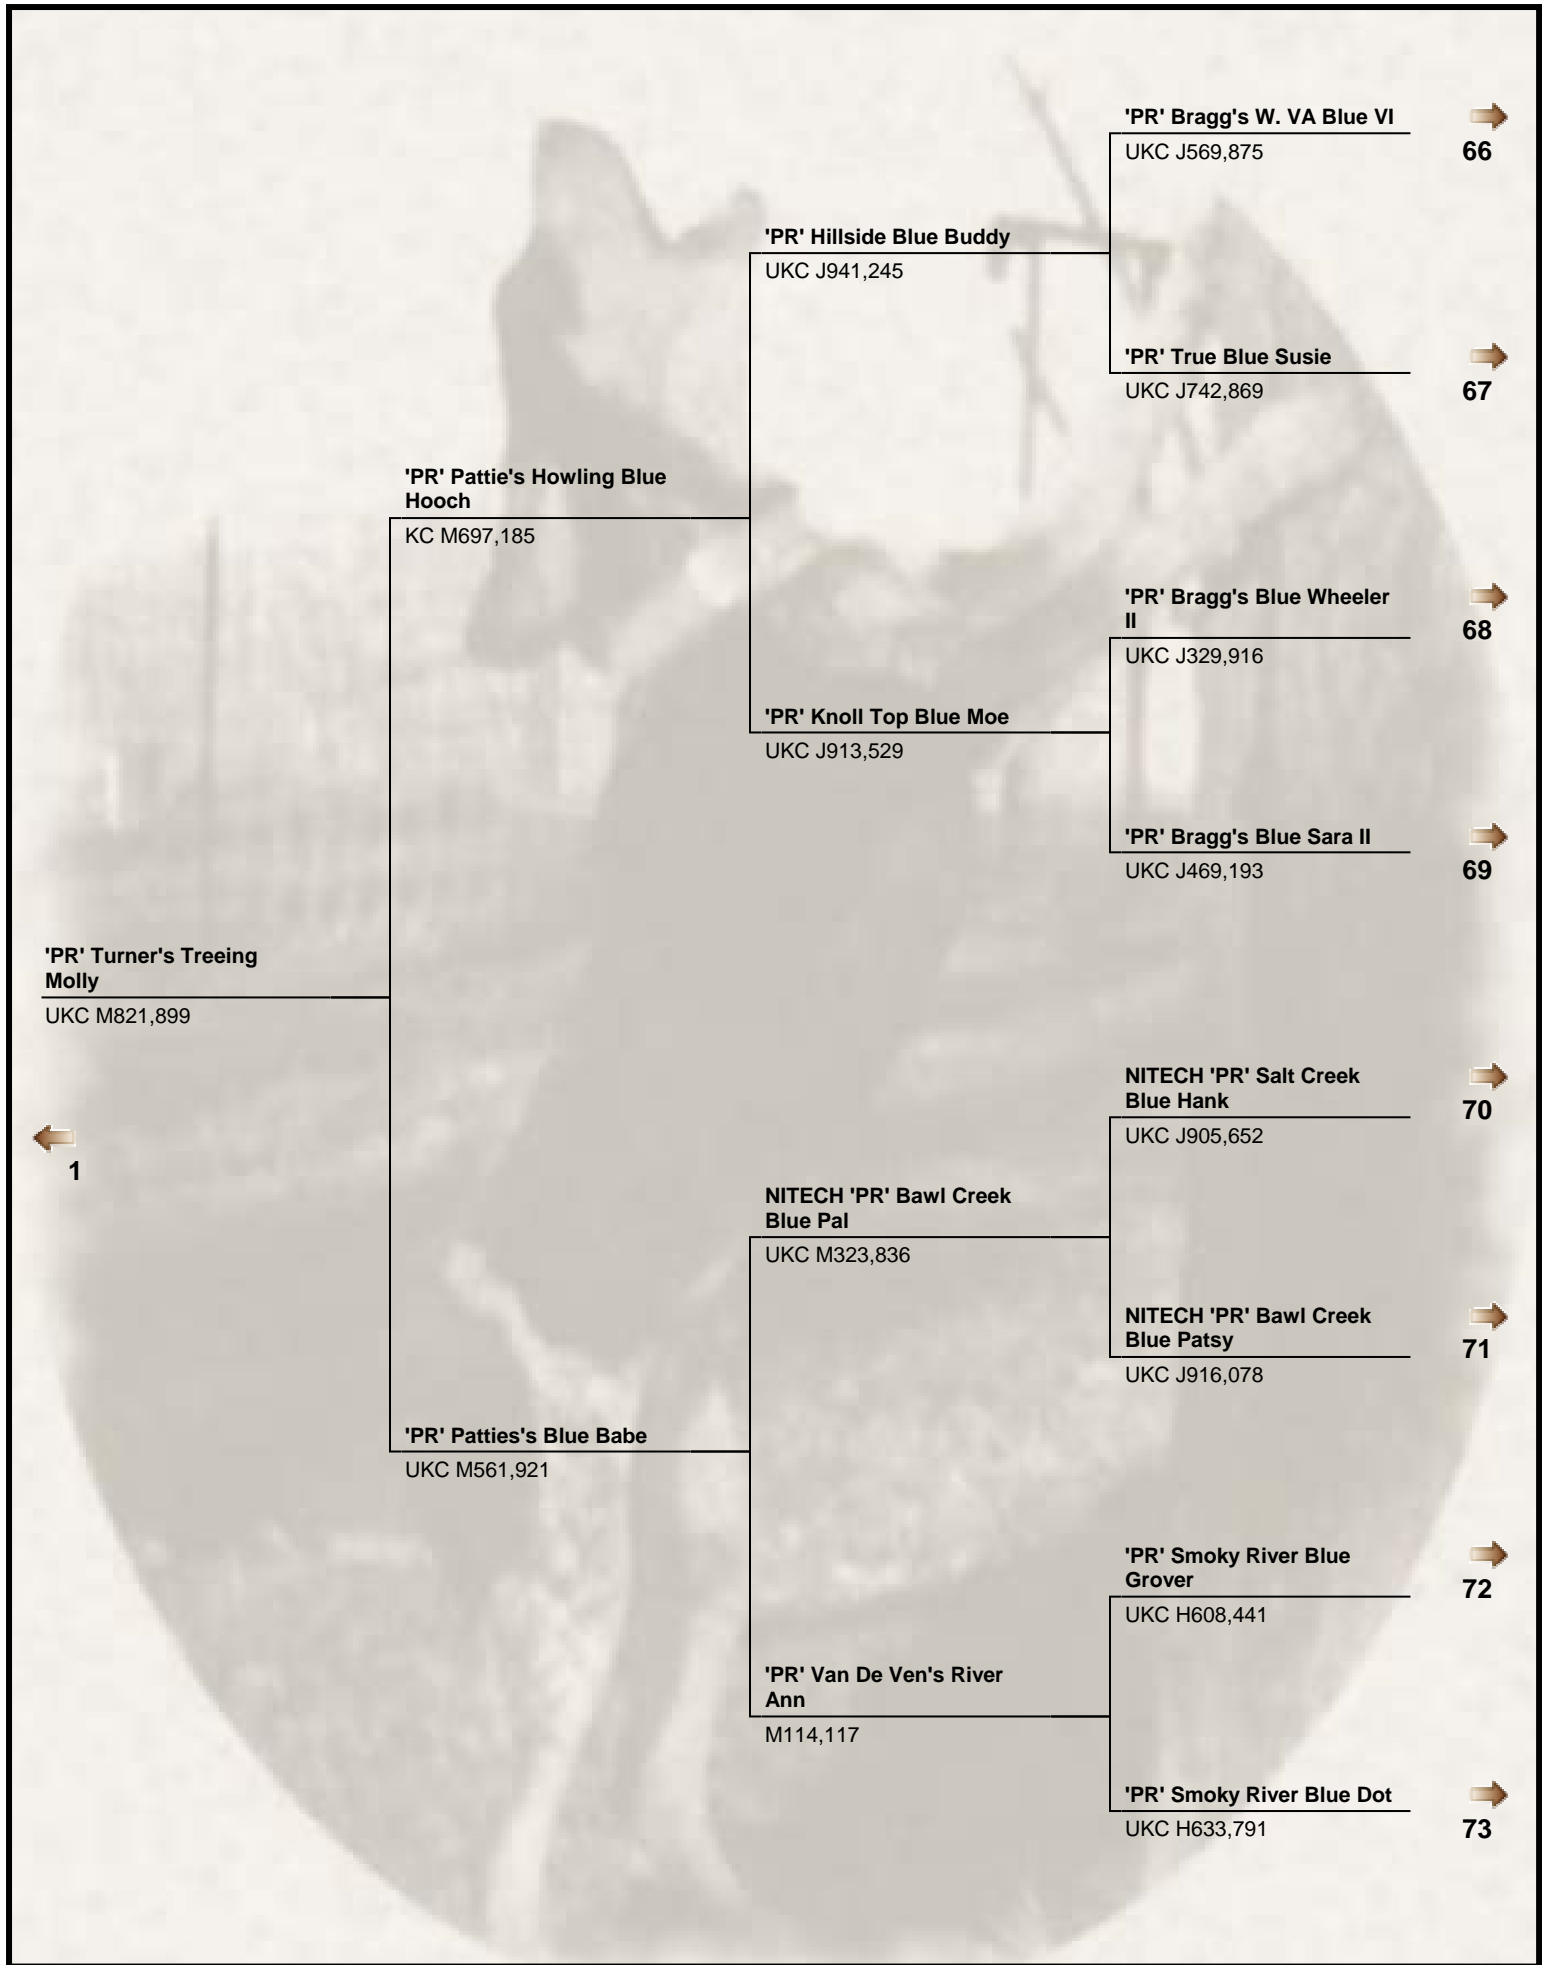 'PR' Bragg's W. VA Blue VI
UKC J569,875
66
'PR' Hillside Blue Buddy
UKC J941,245
'PR' True Blue Susie
UKC J742,869
67
'PR' Pattie's Howling Blue
Hooch
KC M697,185
'PR' Bragg's Blue Wheeler
II
UKC J329,916
68
'PR' Knoll Top Blue Moe
UKC J913,529
'PR' Bragg's Blue Sara II
UKC J469,193
69
'PR' Turner's Treeing
Molly
UKC M821,899
1
NITECH 'PR' Salt Creek
Blue Hank
UKC J905,652
70
NITECH 'PR' Bawl Creek
Blue Pal
UKC M323,836
NITECH 'PR' Bawl Creek
Blue Patsy
UKC J916,078
71
'PR' Patties's Blue Babe
UKC M561,921
'PR' Smoky River Blue
Grover
UKC H608,441
72
'PR' Van De Ven's River
Ann
M114,117
'PR' Smoky River Blue Dot
UKC H633,791
73